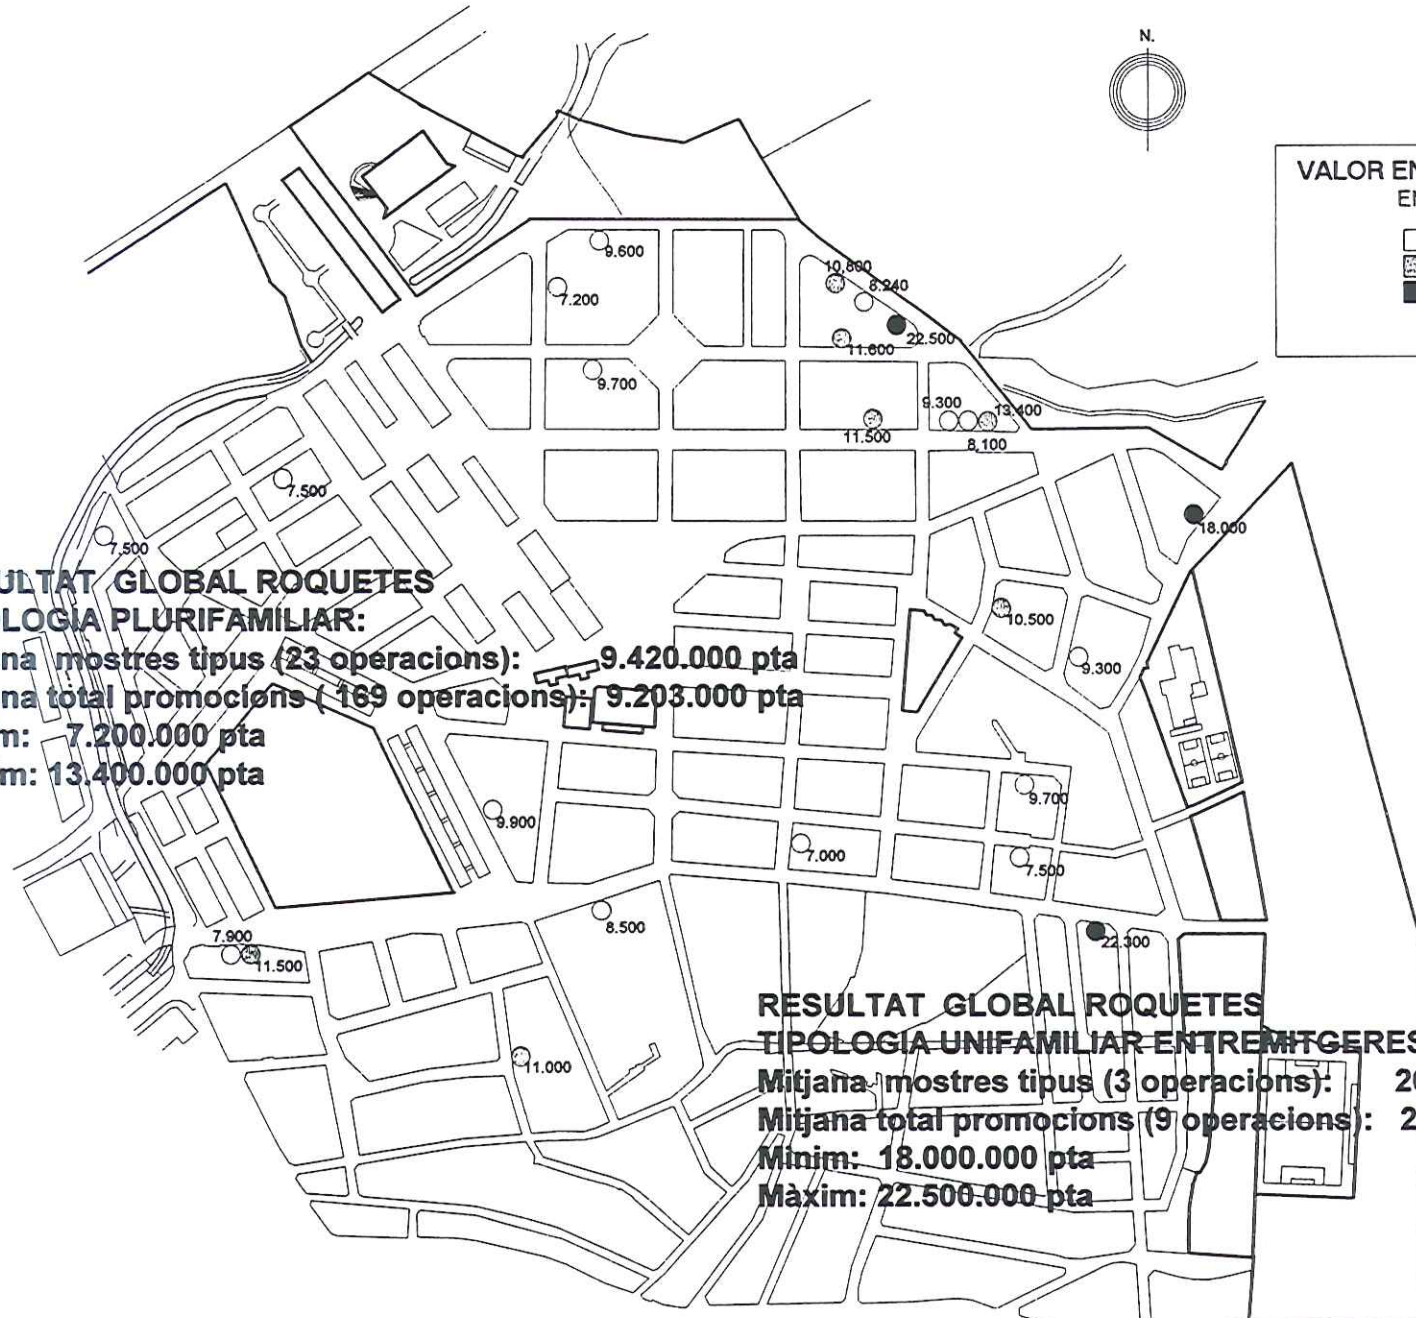 N.
VALOR EN
EN
9.600
7.200
10.800
8.240
22.500
11.600
9.700
9.300
13.400
11.500
8.100
7.500
18.000
7.500
10.500
9.300
ULTAT GLOBAL ROQUETES
LOGIA PLURIFAMILIAR:
na mostres tipus (23 operacions): 9.420.000 pta
na total promocions ( 169 operacions): 9.203.000 pta
m: 7.200.000 pta
m: 13.400.000 pta
9.700
9.900
7.000
7.500
8.500
22.300
7.900
11.500
11.000
RESULTAT GLOBAL ROQUETES
TIPOLOGIA UNIFAMILIAR ENTREMITGERES
Mitjana mostres tipus (3 operacions): 20
Mitjana total promocions (9 operacions): 2
Mínim: 18.000.000 pta
Màxim: 22.500.000 pta